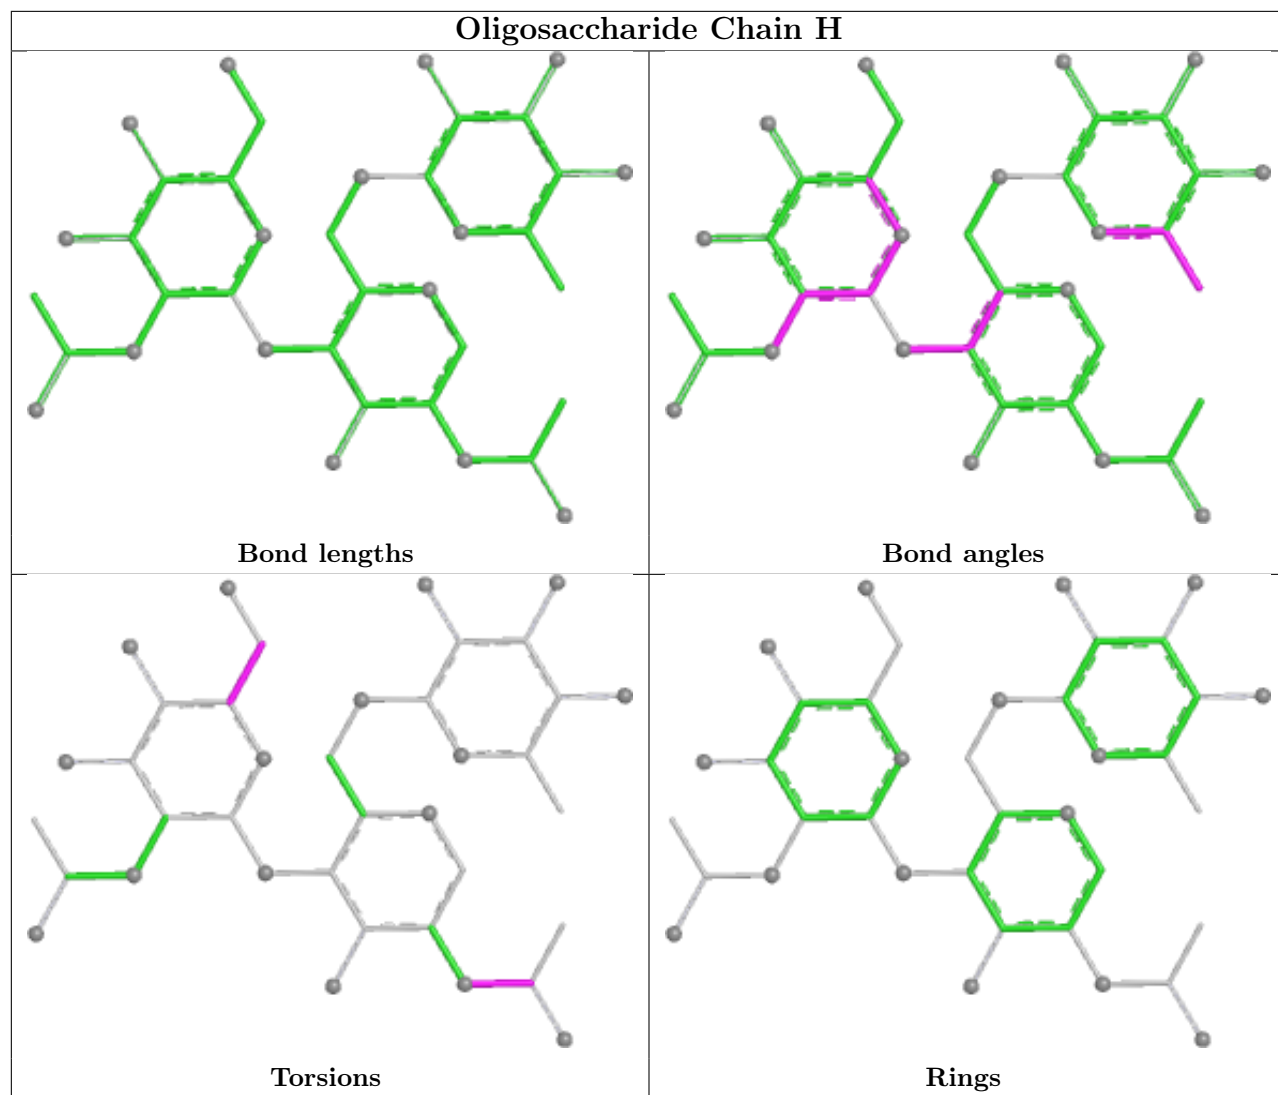 Oligosaccharide Chain H
Bond lengths
Bond angles
Torsions
Rings